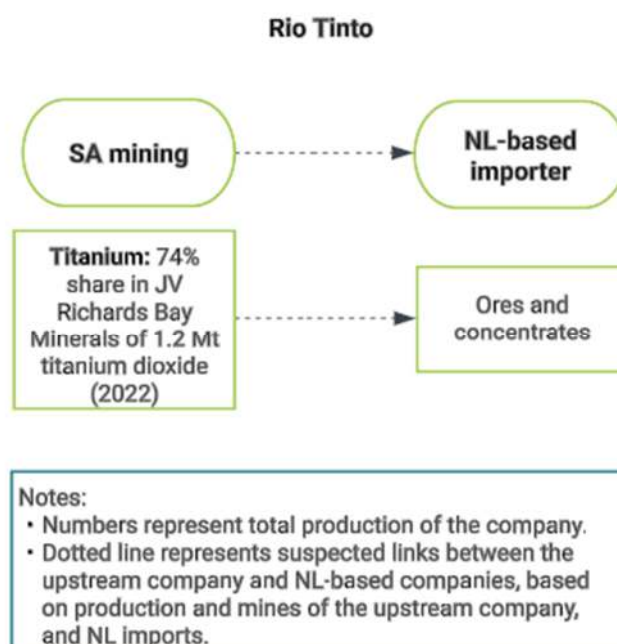 Rio Tinto
SA mining
NL-based
importer
Titanium: 74%
share in JV
Richards Bay
Minerals of 1.2 Mt
titanium dioxide
(2022)
Ores and
concentrates
Notes:
• Numbers represent total production of the company.
• Dotted line represents suspected links between the
upstream company and NL-based companies, based
on production and mines of the upstream company,
and NL imports.